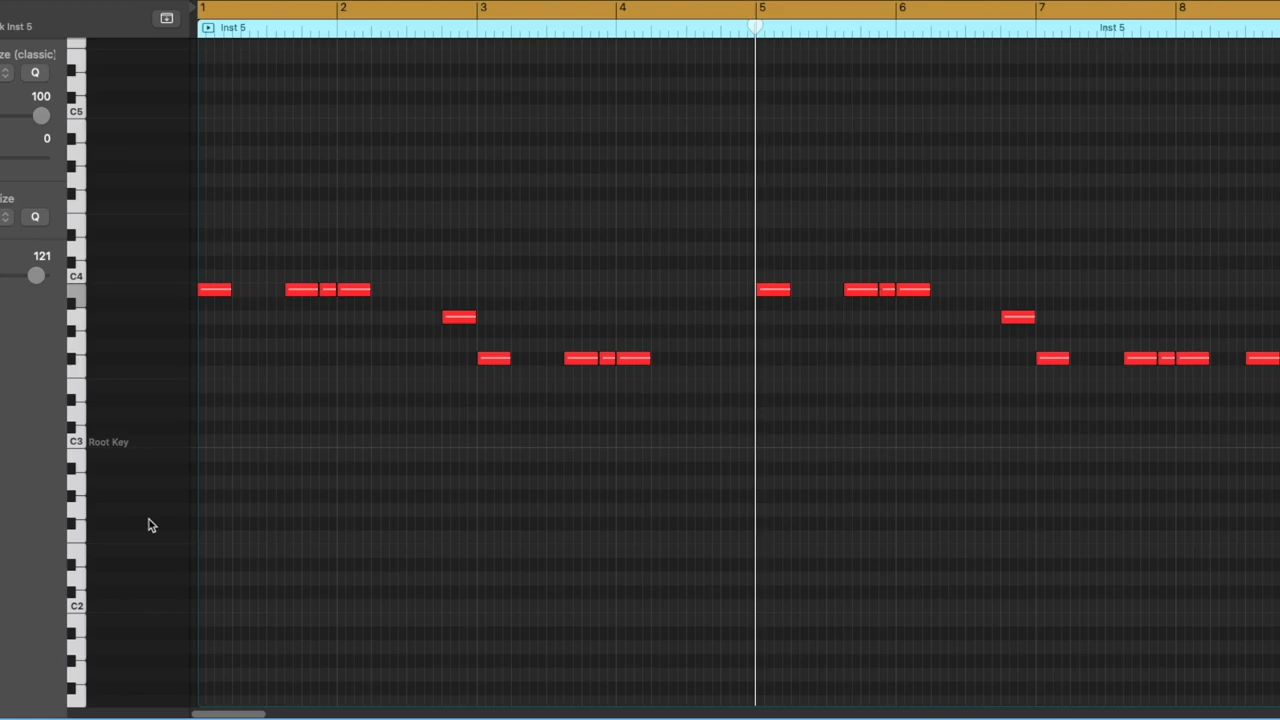 1 2 3 4 5 6 7 8
k Inst 5
Inst 5 Inst 5
ze (classic)
Q
100
C5
0
ize
Q
121
C4
C3 Root Key
C2